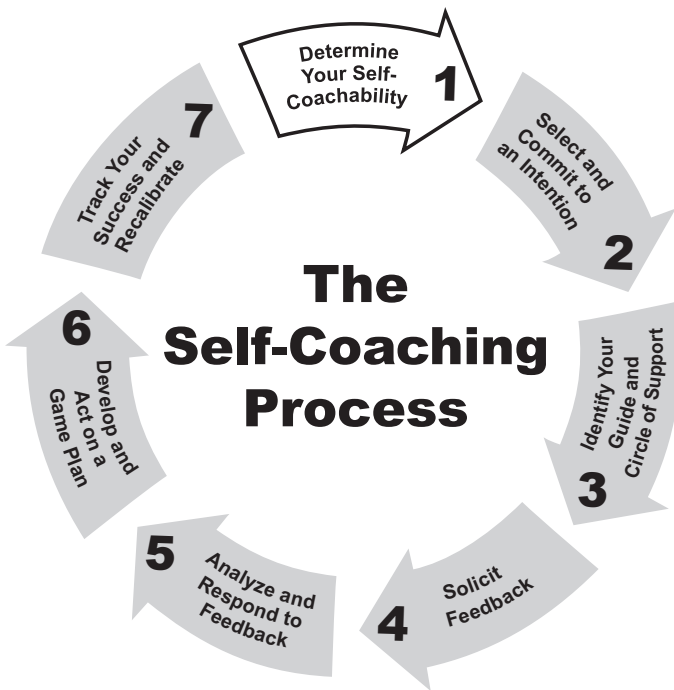 Determine
Your Self-
Coachability
1
Select and
Commit to
an Intention
2
Identify Your
Guide and
Circle of Support
3
Solicit
Feedback
4
Analyze and
Respond to
Feedback
5
Develop and
Act on a
Game Plan
6
Track Your
Success and
Recalibrate
7
The
Self-Coaching
Process